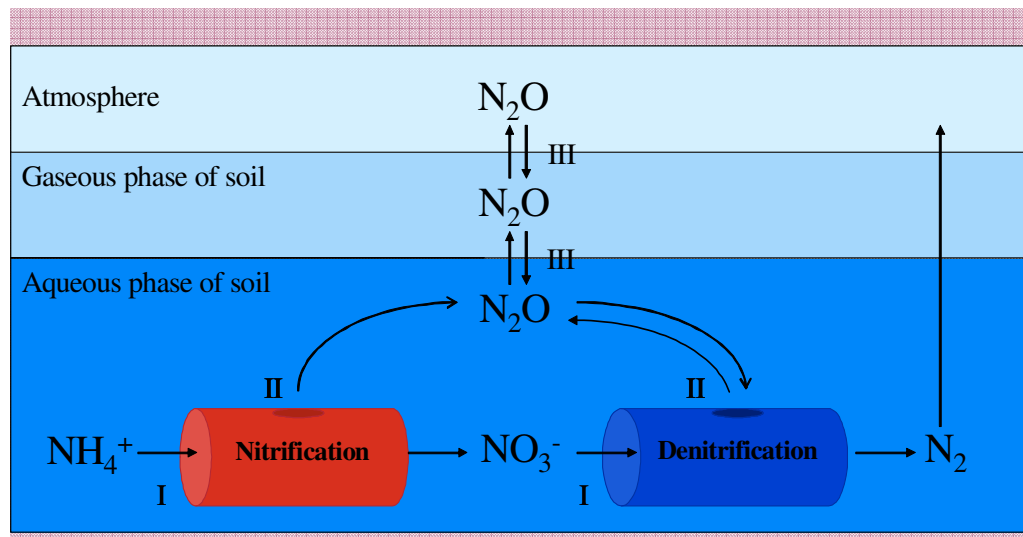 Atmosphere
N₂O
III
Gaseous phase of soil
N₂O
III
Aqueous phase of soil
N₂O
II
II
NH₄⁺
Nitrification
NO₃⁻
Denitrification
N₂
I
I